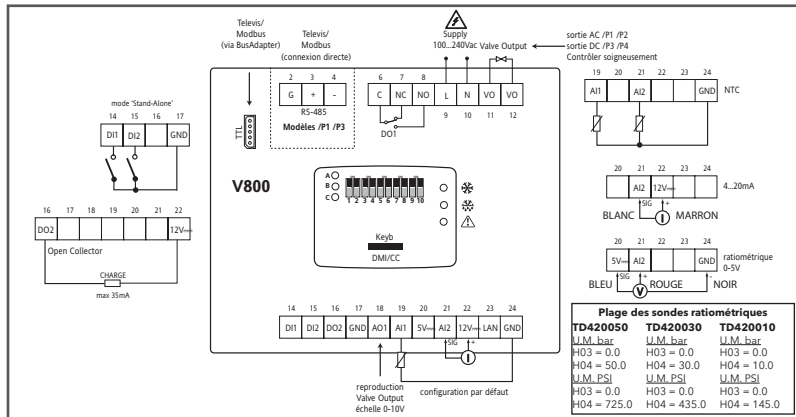 Televis/
Modbus
(via BusAdapter)
Televis/
Modbus
(connexion directe)
Supply
100...240Vac
Valve Output
sortie AC /P1 /P2
sortie DC /P3 /P4
Contrôler soigneusement
2 3 4
G + -
RS-485
Modèles /P1 /P3
6 7 8
C NC NO L N VO VO
9 10 11 12
DO1
TTL
19 20 21 22 23 24
AI1 AI2 GND
NTC
mode 'Stand-Alone'
14 15 16 17
DI1 DI2 GND
V800
A
B
C
1 2 3 4 5 6 7 8 9 10
Keyb
DMI/CC
20 21 22 23 24
AI2 12V
4...20mA
SIG +
BLANC I MARRON
16 17 18 19 20 21 22
DO2 12V
Open Collector
CHARGE
max 35mA
20 21 22 23 24
5V AI2 GND
ratiométrique
0-5V
SIG + -
BLEU V ROUGE NOIR
14 15 16 17 18 19 20 21 22 23 24
DI1 DI2 DO2 GND AO1 AI1 5V AI2 12V LAN GND
SIG +
I
reproduction
Valve Output
échelle 0-10V
configuration par défaut
Plage des sondes ratiométriques
TD420050 TD420030 TD420010
U.M. bar U.M. bar U.M. bar
H03 = 0.0 H03 = 0.0 H03 = 0.0
H04 = 50.0 H04 = 30.0 H04 = 10.0
U.M. PSI U.M. PSI U.M. PSI
H03 = 0.0 H03 = 0.0 H03 = 0.0
H04 = 725.0 H04 = 435.0 H04 = 145.0